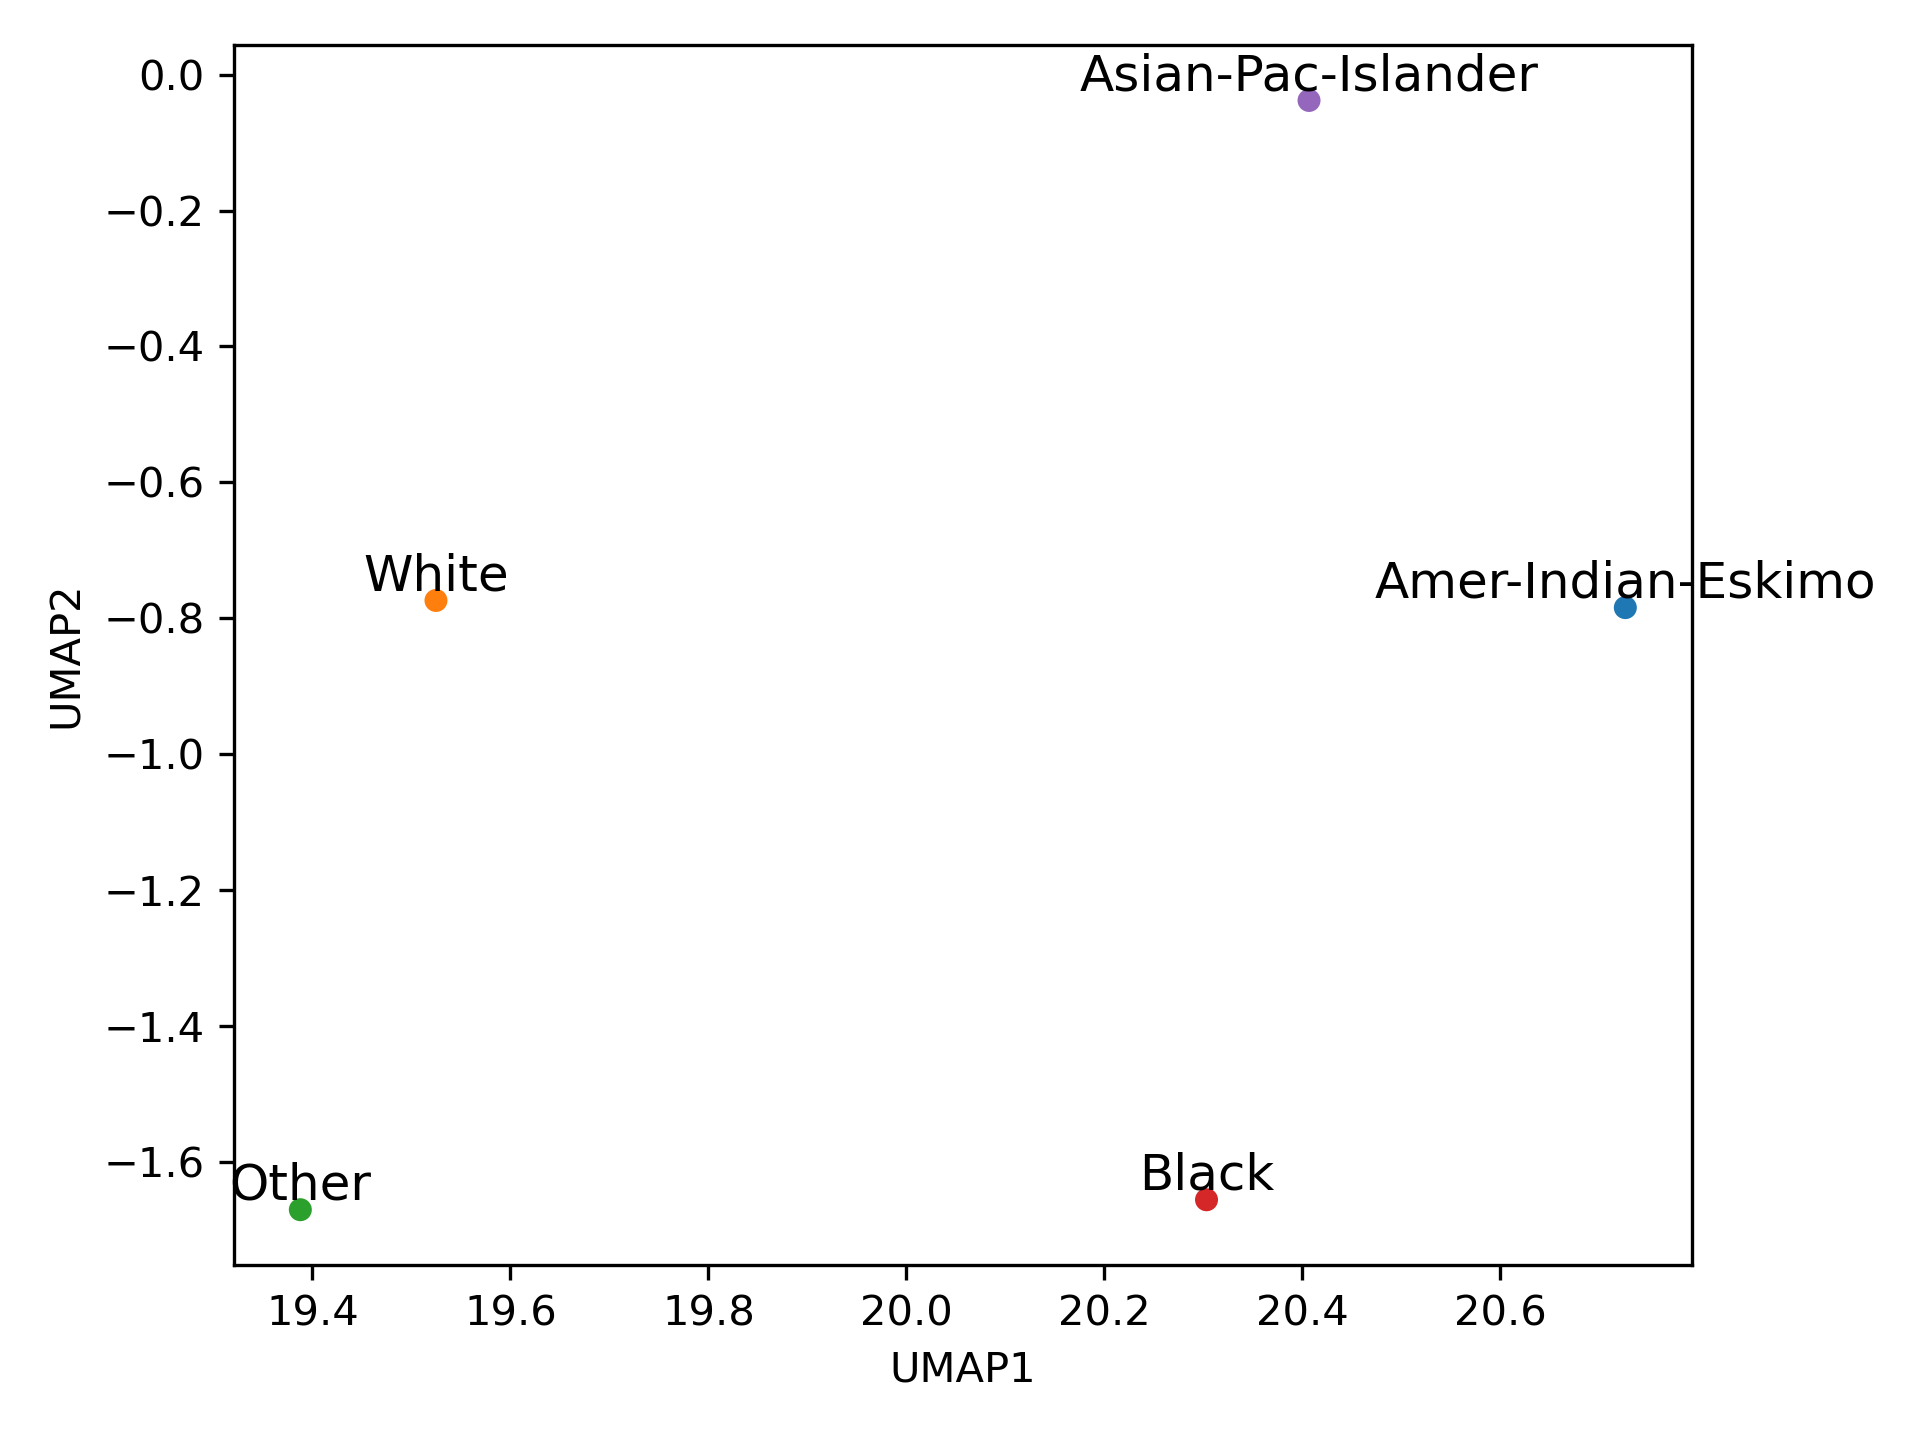 Asian-Pac-Islander
0.0
−0.2
−0.4
White
Amer-Indian-Eskimo
−0.6
−0.8
UMAP2
−1.0
−1.2
−1.4
Other
Black
−1.6
19.4 19.6 19.8 20.0 20.2 20.4 20.6
UMAP1